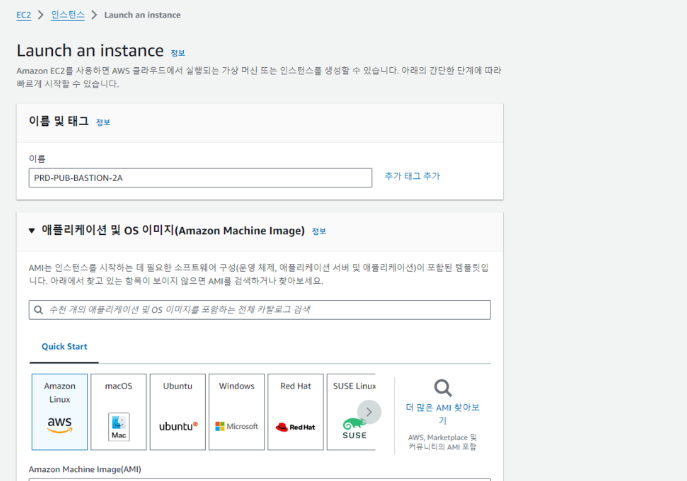 EC2 > 인스턴스 > Launch an instance
Launch an instance 정보
Amazon EC2를 사용하면 AWS 클라우드에서 실행되는 가상 머신 또는 인스턴스를 생성할 수 있습니다. 아래의 간단한 단계에 따라
빠르게 시작할 수 있습니다.
이름 및 태그 정보
이름
PRD-PUB-BASTION-2A
추가 태그 추가
애플리케이션 및 OS 이미지(Amazon Machine Image) 정보
AMI는 인스턴스를 시작하는 데 필요한 소프트웨어 구성(운영 체제, 애플리케이션 서버 및 애플리케이션)이 포함된 템플릿입
니다. 아래에서 찾고 있는 항목이 보이지 않으면 AMI를 검색하거나 찾아보세요.
수천 개의 애플리케이션 및 OS 이미지를 포함하는 전체 카탈로그 검색
Quick Start
Amazon
Linux
aws
macOS
Mac
Ubuntu
ubuntu
Windows
Microsoft
Red Hat
Red Hat
SUSE Linux
SUSE
더 많은 AMI 찾아보
기
AWS, Marketplace 및
커뮤니티의 AMI 포함
Amazon Machine Image(AMI)